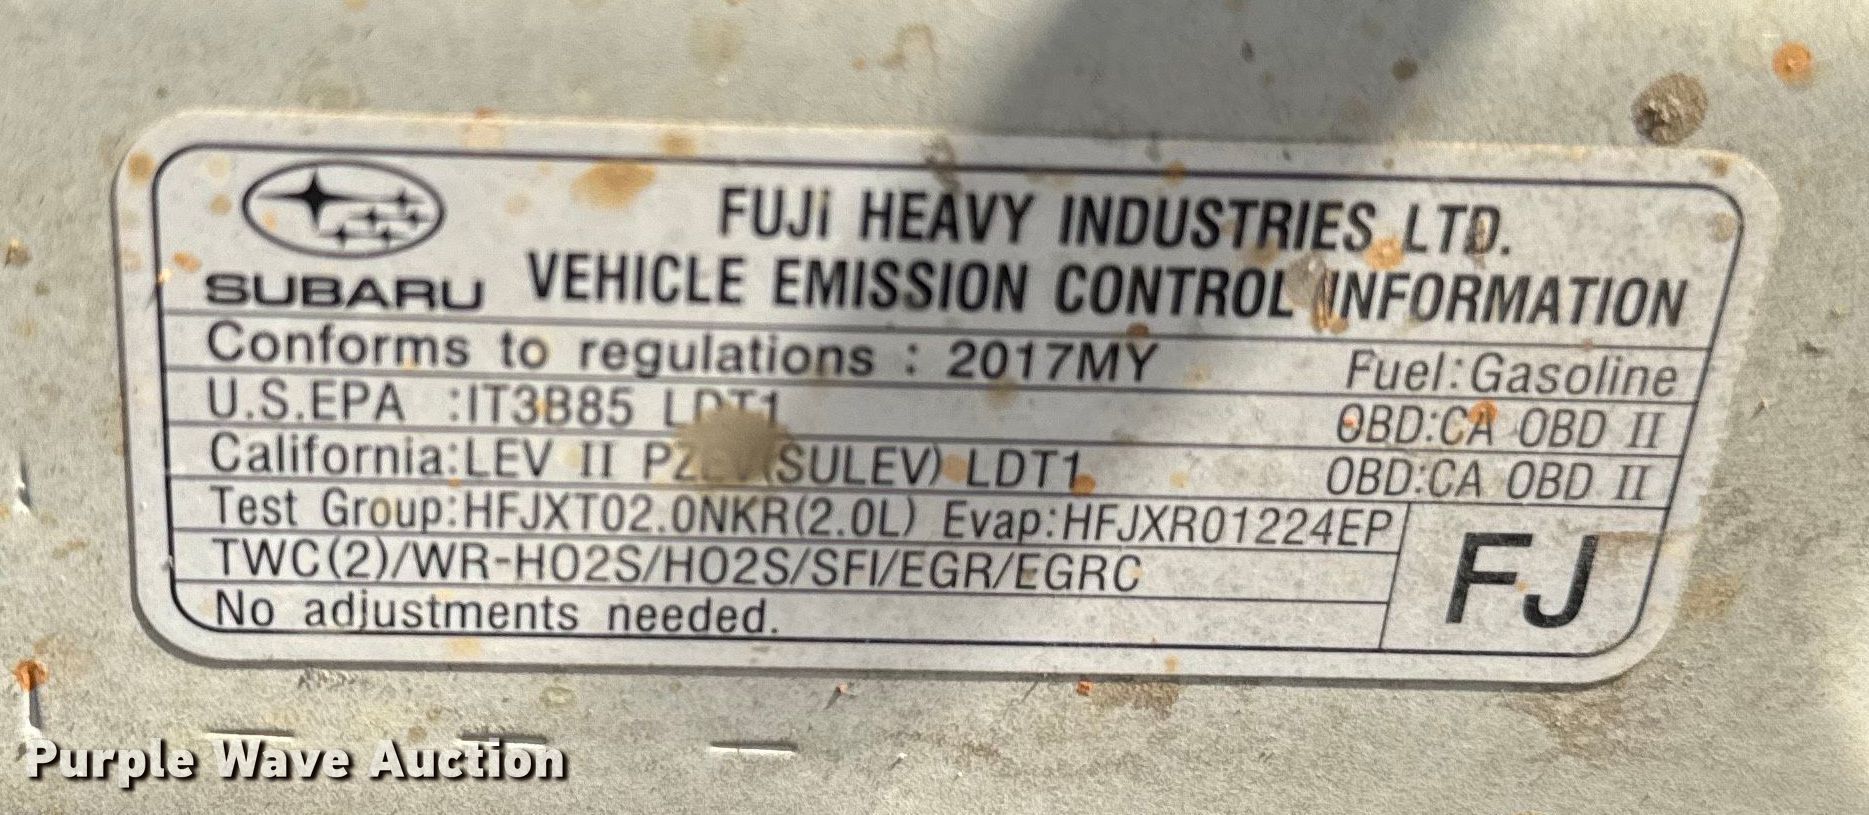 FUJi HEAVY INDUSTRIES LTD.
SUBARU VEHICLE EMISSION CONTROL INFORMATION
Conforms to regulations : 2017MY Fuel:Gasoline
U.S.EPA :IT3B85 LDT1 OBD:CA OBD II
California:LEV II (SULEV) LDT1 OBD:CA OBD II
Test Group:HFJXT02.0NKR(2.0L) Evap:HFJXR01224EP
TWC(2)/WR-HO2S/HO2S/SFI/EGR/EGRC
FJ
No adjustments needed.
Purple Wave Auction